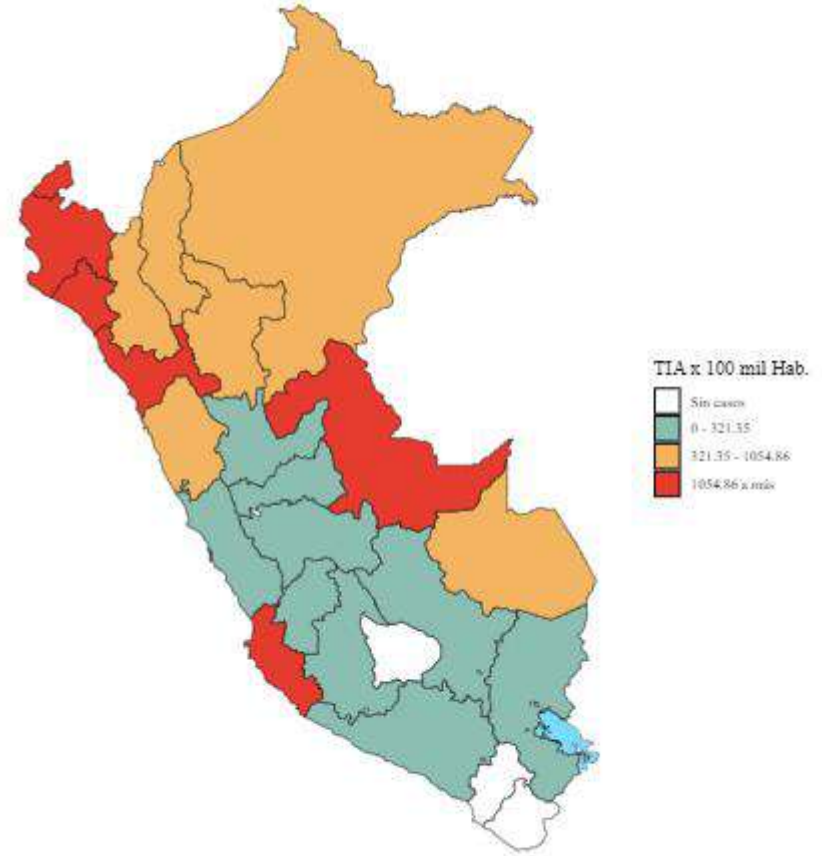 TIA x 100 mil Hab.
Sin casos
0 - 321.35
321.35 - 1054.86
1054.86 a más